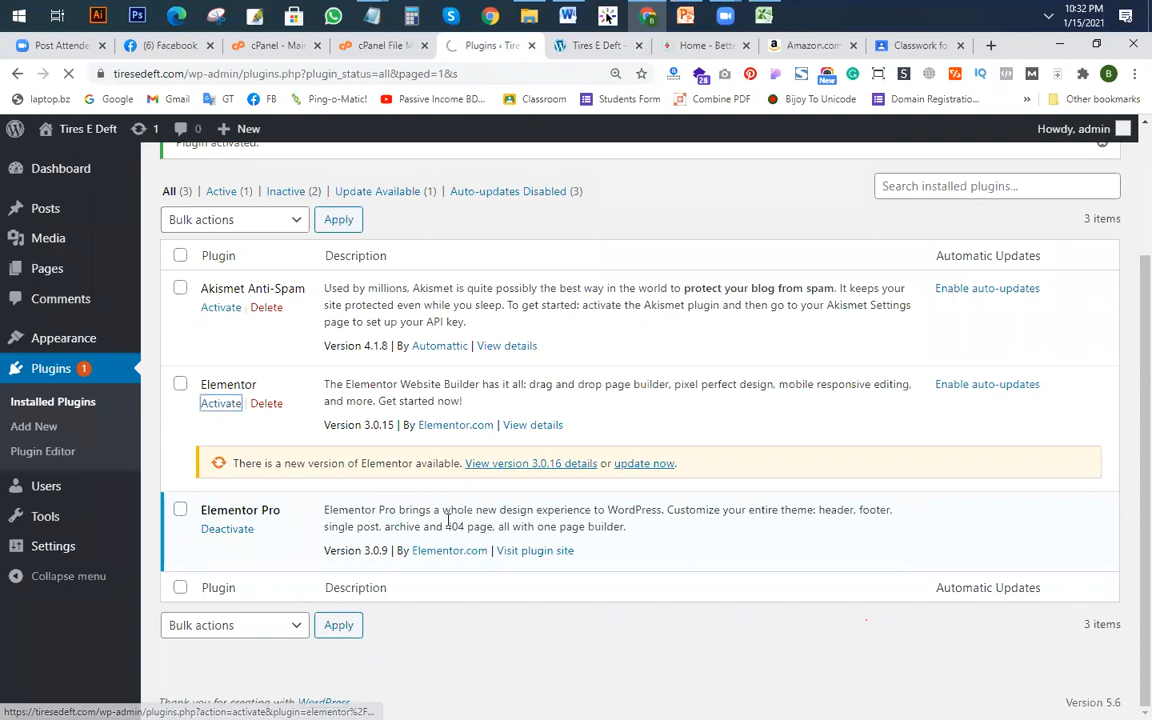 10:32 PM
1/15/2021
Post Attende
(6) Facebook
cPanel - Main
cPanel File M
Plugins ‹ Tire
Tires E Deft -
Home - Bette
Amazon.com
Classwork fo
tiresedeft.com/wp-admin/plugins.php?plugin_status=all&paged=1&s
laptop.bz
Google
Gmail
GT
FB
Ping-o-Matic!
Passive Income BD...
Classroom
Students Form
Combine PDF
Bijoy To Unicode
Domain Registratio...
Other bookmarks
Tires E Deft
1
0
New
Howdy, admin
Plugin activated.
Dashboard
Posts
Media
Pages
Comments
Appearance
Plugins 1
Installed Plugins
Add New
Plugin Editor
Users
Tools
Settings
Collapse menu
All (3) | Active (1) | Inactive (2) | Update Available (1) | Auto-updates Disabled (3)
Search installed plugins...
Bulk actions
Apply
3 items
Plugin
Description
Automatic Updates
Akismet Anti-Spam
Activate | Delete
Used by millions, Akismet is quite possibly the best way in the world to protect your blog from spam. It keeps your
site protected even while you sleep. To get started: activate the Akismet plugin and then go to your Akismet Settings
page to set up your API key.
Version 4.1.8 | By Automattic | View details
Enable auto-updates
Elementor
Activate | Delete
The Elementor Website Builder has it all: drag and drop page builder, pixel perfect design, mobile responsive editing,
and more. Get started now!
Version 3.0.15 | By Elementor.com | View details
Enable auto-updates
There is a new version of Elementor available. View version 3.0.16 details or update now.
Elementor Pro
Deactivate
Elementor Pro brings a whole new design experience to WordPress. Customize your entire theme: header, footer,
single post, archive and 404 page, all with one page builder.
Version 3.0.9 | By Elementor.com | Visit plugin site
Plugin
Description
Automatic Updates
Bulk actions
Apply
3 items
Thank you for creating with WordPress.
Version 5.6
https://tiresedeft.com/wp-admin/plugins.php?action=activate&plugin=elementor%2F...